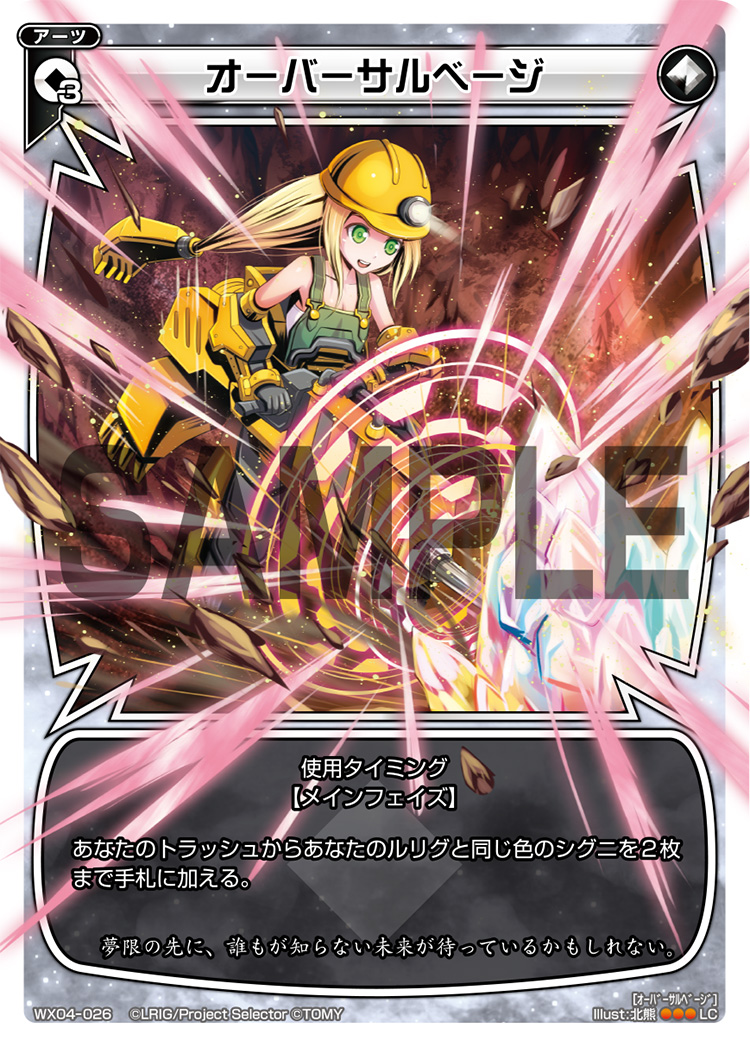 アーツ
3
オーバーサルベージ
SAMPLE
使用タイミング
【メインフェイズ】
あなたのトラッシュからあなたのルリグと同じ色のシグニを２枚
まで手札に加える。
夢限の先に、誰もが知らない未来が待っているかもしれない。
[オーバーサルベージ]
WX04-026 ©LRIG/Project Selector ©TOMY Illust:北熊 LC